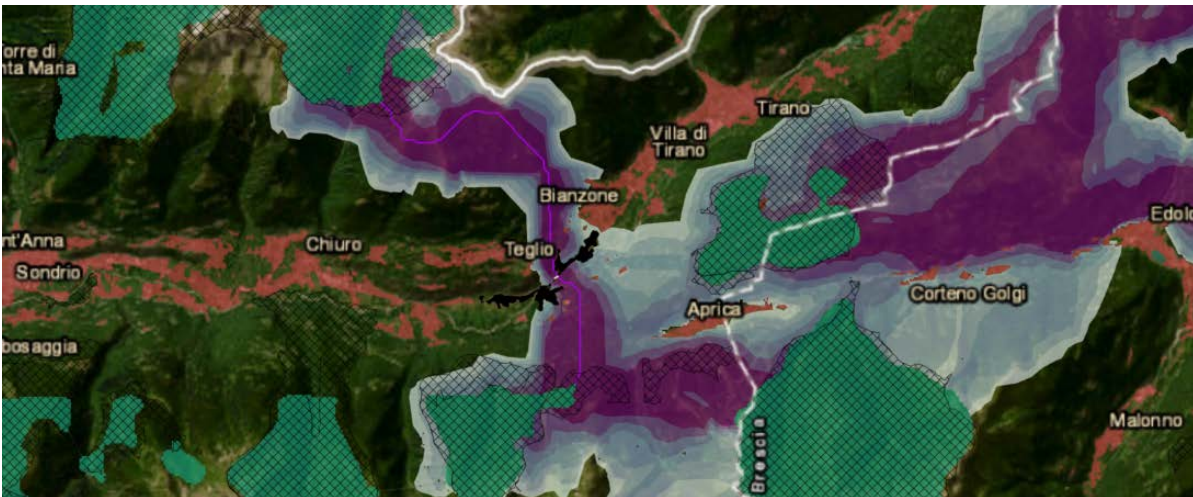 Torre di
nta Maria
Tirano
Villa di
Tirano
Bianzone
Edolo
nt'Anna
Chiuro
Teglio
Sondrio
Corteno Golgi
Aprica
bosaggia
Malonno
Brescia